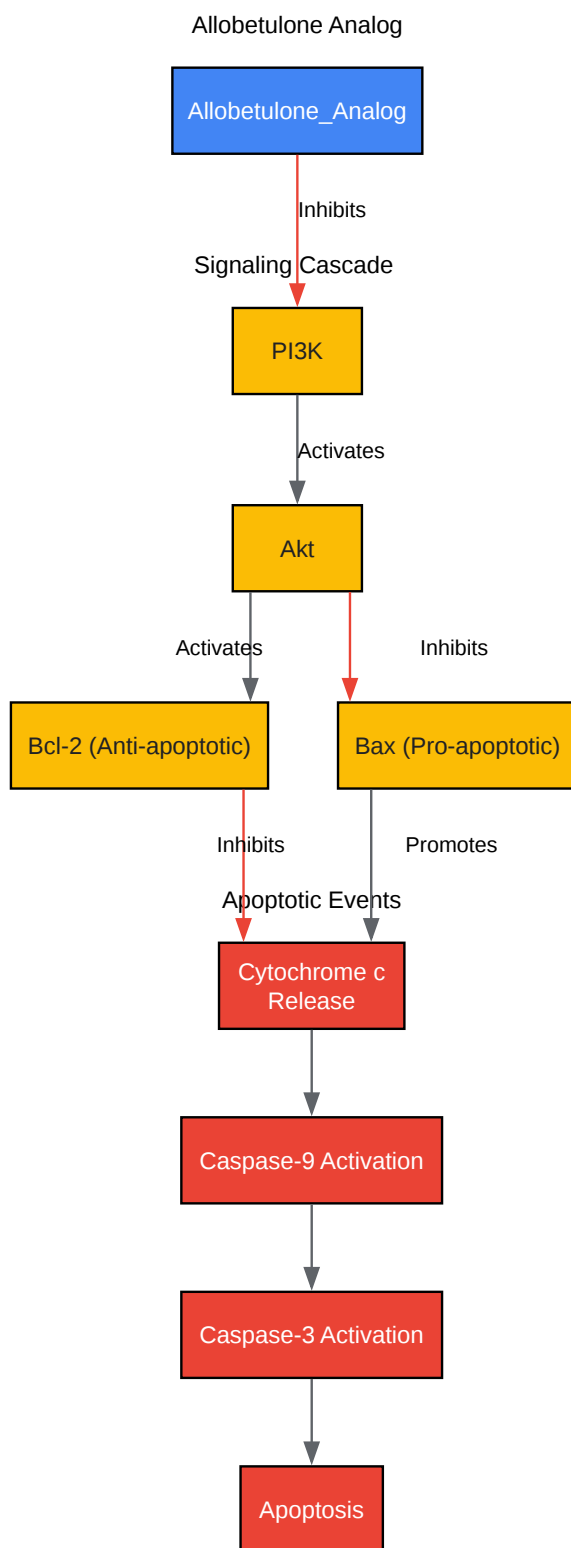 Allobetulone Analog
Allobetulone_Analog
Inhibits
Signaling Cascade
PI3K
Activates
Akt
Activates
Inhibits
Bcl-2 (Anti-apoptotic)
Bax (Pro-apoptotic)
Inhibits
Promotes
Apoptotic Events
Cytochrome c
Release
Caspase-9 Activation
Caspase-3 Activation
Apoptosis